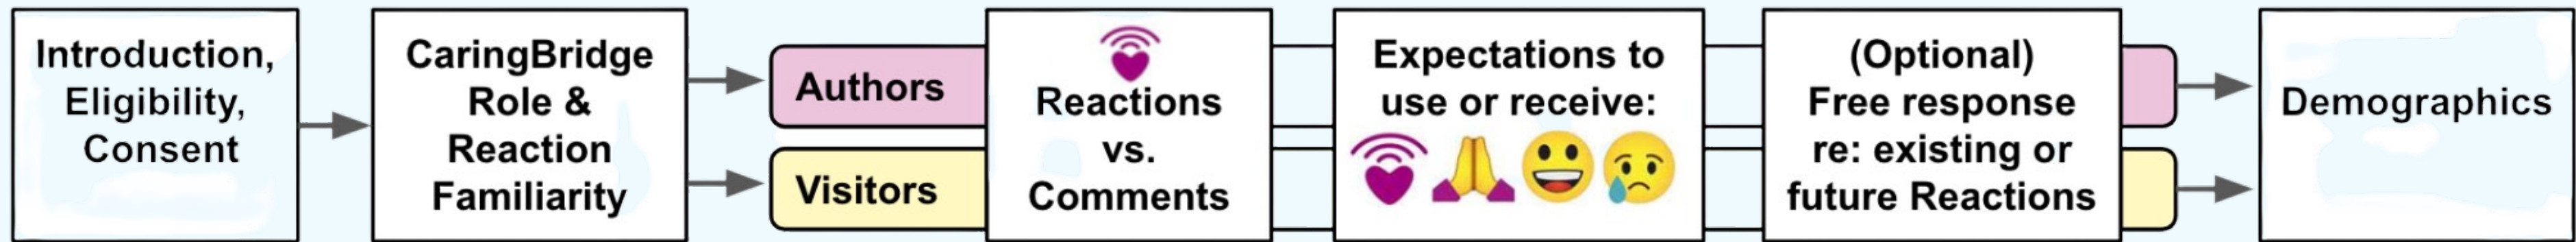 Introduction,
Eligibility,
Consent
CaringBridge
Role &
Reaction
Familiarity
Authors
Visitors
Reactions
vs.
Comments
Expectations to
use or receive:
(Optional)
Free response
re: existing or
future Reactions
Demographics